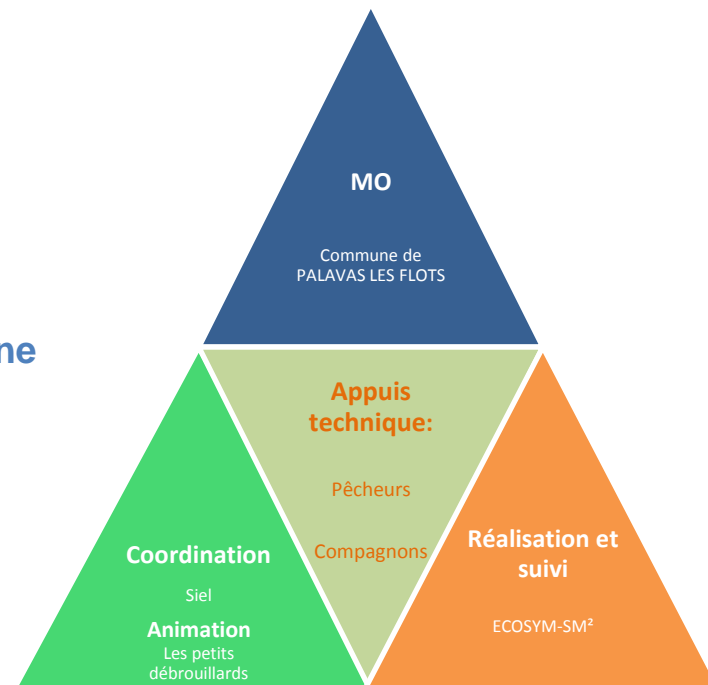 MO
Commune de
PALAVAS LES FLOTS
ne
Appuis
technique:
Pêcheurs
Compagnons
Coordination
Siel
Animation
Les petits
débrouillards
Réalisation et
suivi
ECOSYM-SM²